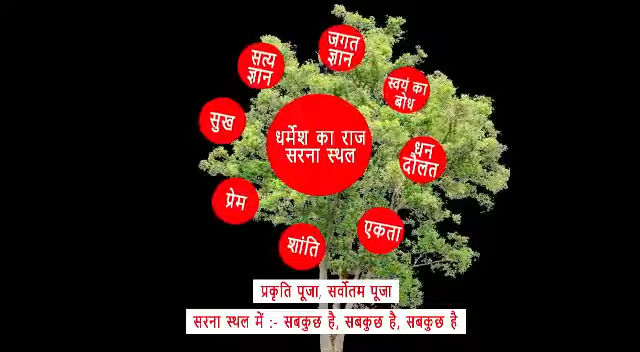 जगत
ज्ञान
सत्य
ज्ञान
स्वयं का
बोध
सुख
धर्मेश का राज
सरना स्थल
धन
दौलत
प्रेम
एकता
शांति
प्रकृति पूजा, सर्वोतम पूजा
सरना स्थल में :- सबकुछ है, सबकुछ है, सबकुछ है